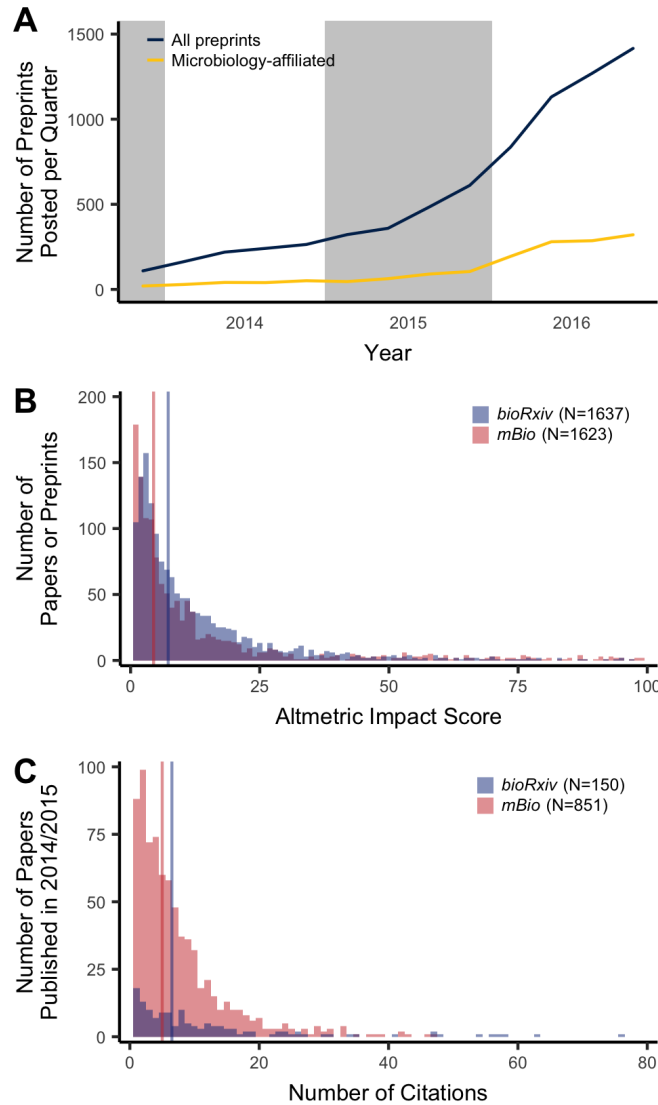 A
Number of Preprints
Posted per Quarter
1500
1000
500
0
All preprints
Microbiology-affiliated
2014
2015
2016
Year
B
Number of
Papers or Preprints
200
150
100
50
0
bioRxiv (N=1637)
mBio (N=1623)
0
25
50
75
100
Altmetric Impact Score
C
Number of Papers
Published in 2014/2015
100
75
50
25
0
bioRxiv (N=150)
mBio (N=851)
0
20
40
60
80
Number of Citations